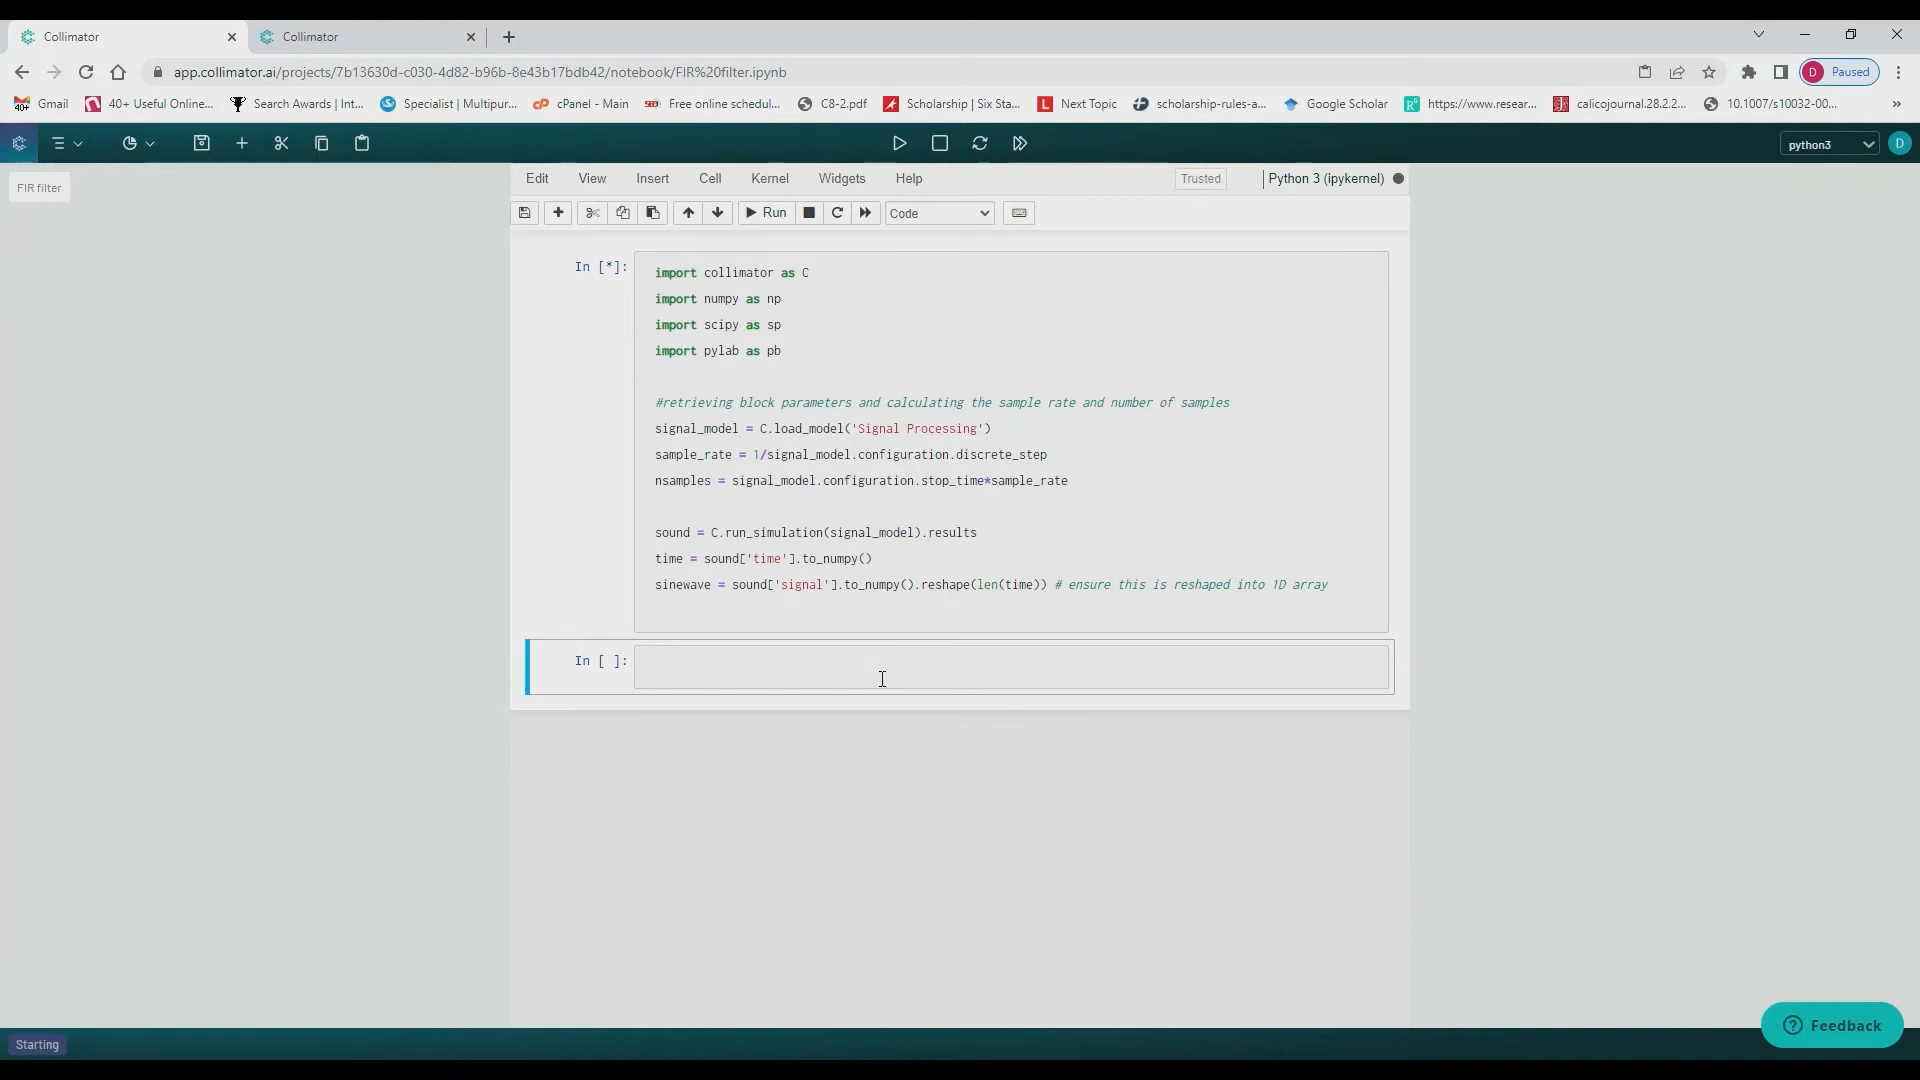 Collimator
Collimator
app.collimator.ai/projects/7b13630d-c030-4d82-b96b-8e43b17bdb42/notebook/FIR%20filter.ipynb
D Paused
40+ Gmail
40+ Useful Online...
Search Awards | Int...
Specialist | Multipur...
cPanel - Main
Free online schedul...
C8-2.pdf
Scholarship | Six Sta...
Next Topic
scholarship-rules-a...
Google Scholar
https://www.resear...
calicojournal.28.2.2...
10.1007/s10032-00...
python3
D
FIR filter
Edit View Insert Cell Kernel Widgets Help
Trusted
Python 3 (ipykernel)
Run
Code
In [*]:
import collimator as C
import numpy as np
import scipy as sp
import pylab as pb
#retrieving block parameters and calculating the sample rate and number of samples
signal_model = C.load_model('Signal Processing')
sample_rate = 1/signal_model.configuration.discrete_step
nsamples = signal_model.configuration.stop_time*sample_rate
sound = C.run_simulation(signal_model).results
time = sound['time'].to_numpy()
sinewave = sound['signal'].to_numpy().reshape(len(time)) # ensure this is reshaped into 1D array
In [ ]:
Feedback
Starting